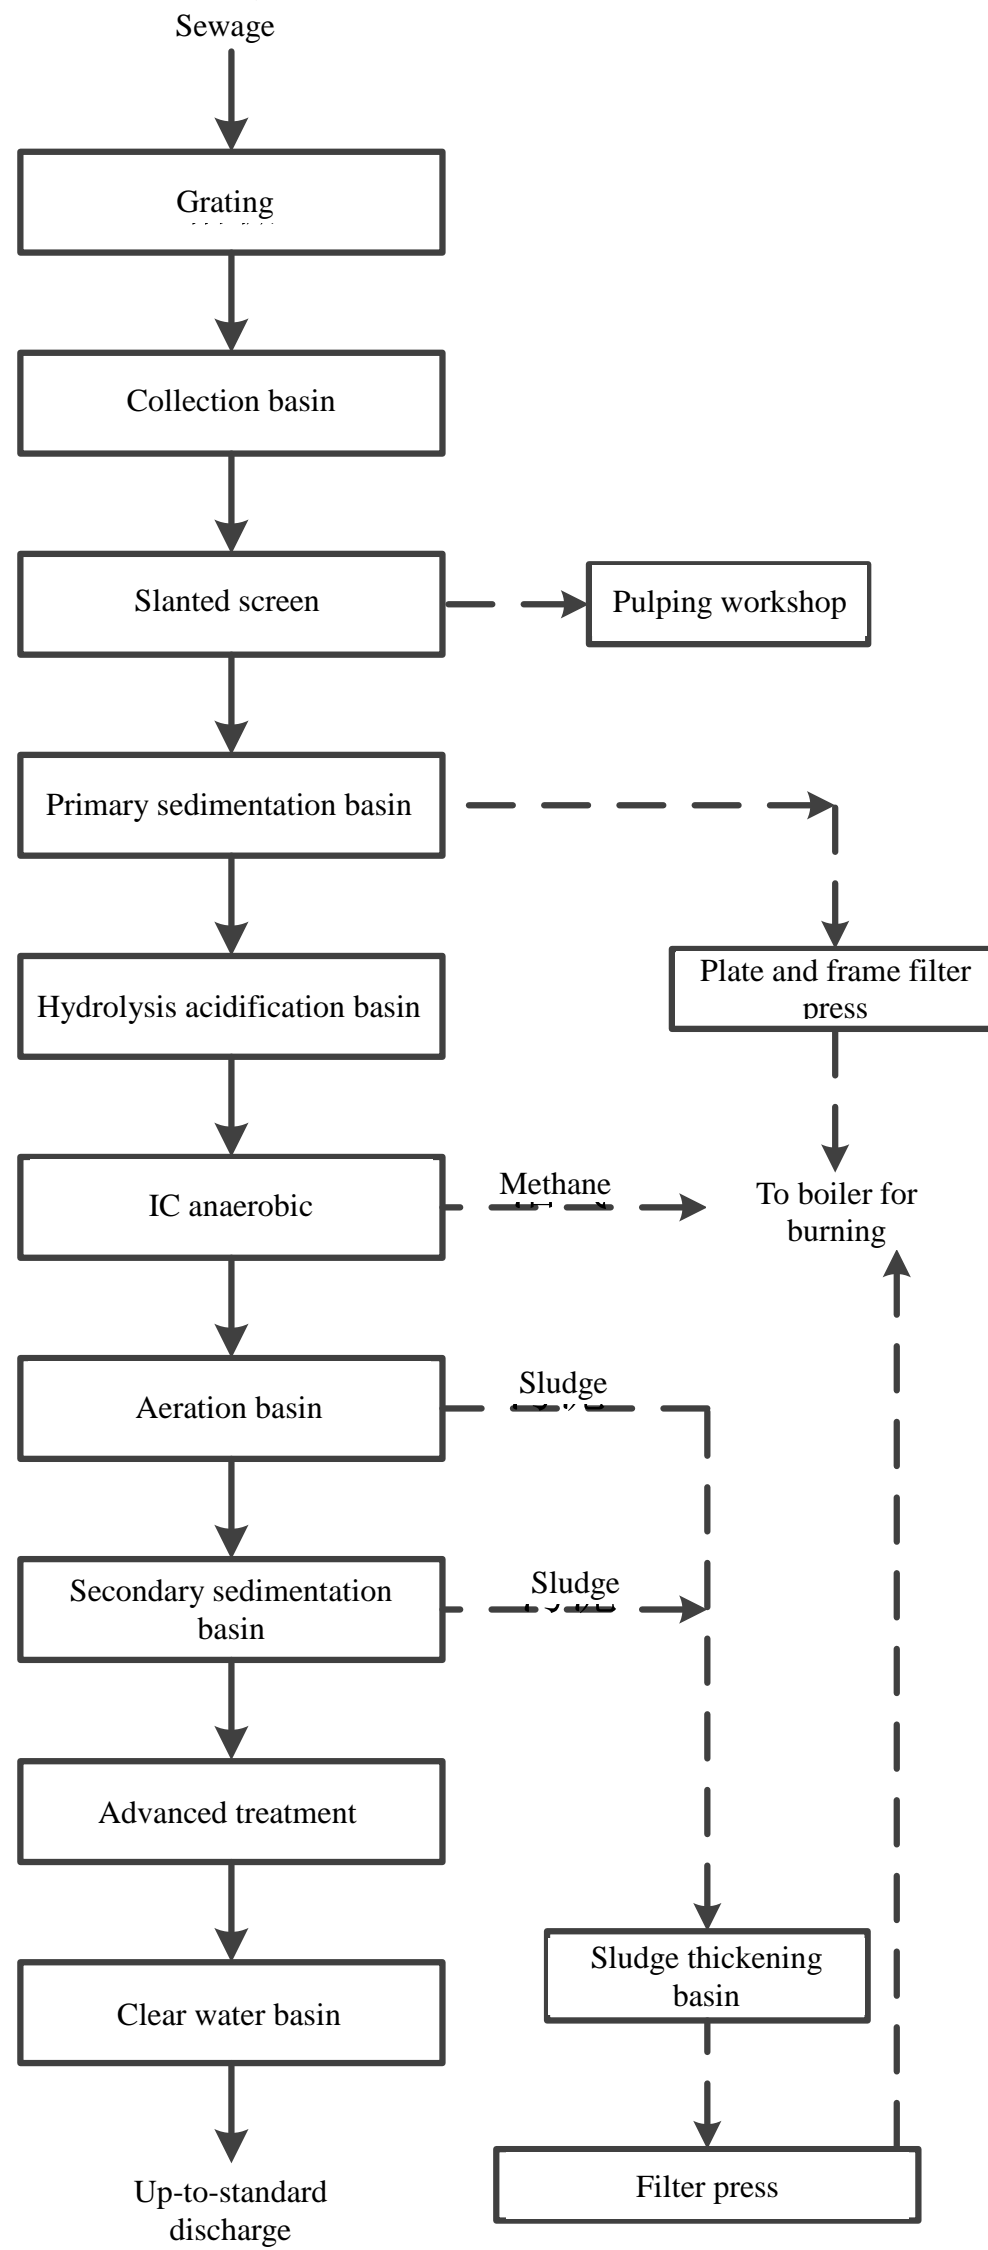 Sewage
Grating
Collection basin
Slanted screen
Pulping workshop
Primary sedimentation basin
Hydrolysis acidification basin
Plate and frame filter
press
IC anaerobic
Methane
To boiler for
burning
Aeration basin
Sludge
Secondary sedimentation
basin
Sludge
Advanced treatment
Sludge thickening
basin
Clear water basin
Filter press
Up-to-standard
discharge